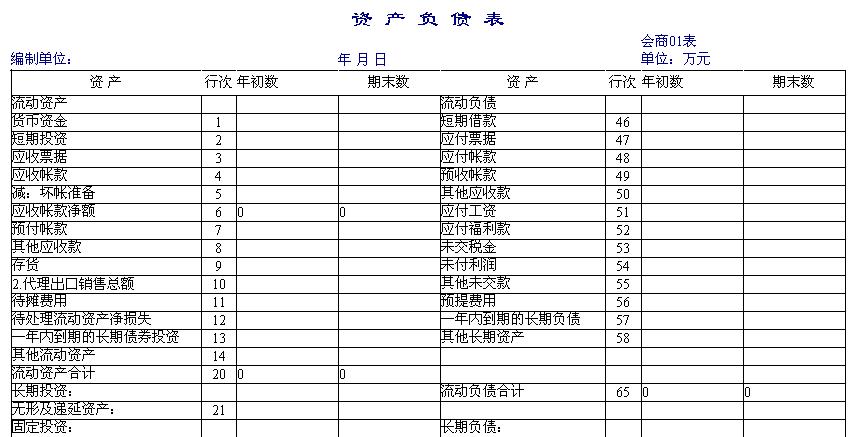 资 产 负 债 表
会商01表
编制单位: 年 月 日 单位: 万元
资 产 行次 年初数 期末数 资 产 行次 年初数 期末数
流动资产 流动负债
货币资金 1 短期借款 46
短期投资 2 应付票据 47
应收票据 3 应付帐款 48
应收帐款 4 预收帐款 49
减: 坏帐准备 5 其他应收款 50
应收帐款净额 6 0 0 应付工资 51
预付帐款 7 应付福利款 52
其他应收款 8 未交税金 53
存货 9 未付利润 54
2.代理出口销售总额 10 其他未交款 55
待摊费用 11 预提费用 56
待处理流动资产净损失 12 一年内到期的长期负债 57
一年内到期的长期债券投资 13 其他长期资产 58
其他流动资产 14
流动资产合计 20 0 0
长期投资: 流动负债合计 65 0 0
无形及递延资产: 21
固定投资: 长期负债: